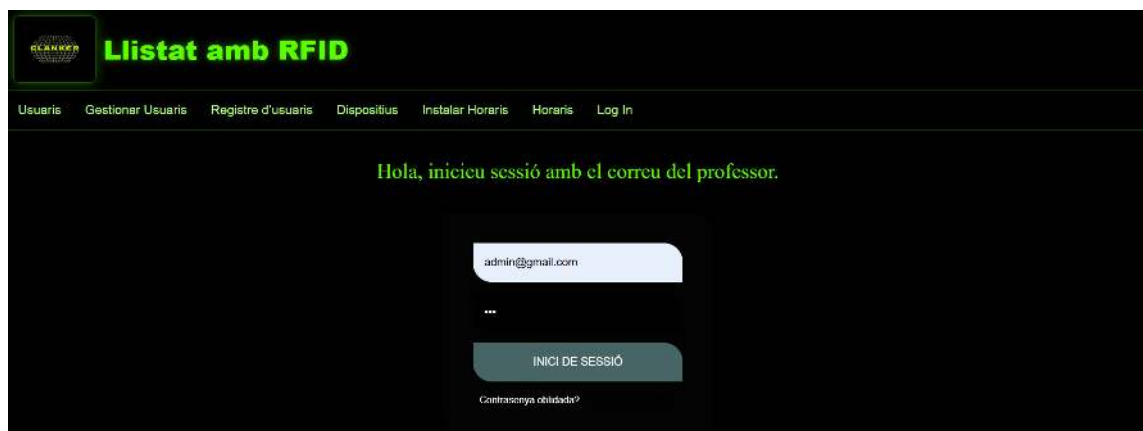 CLANKER
Llistat amb RFID
Usuaris Gestionar Usuaris Registre d'usuaris Dispositius Instalar Horaris Horaris Log In
Hola, inicieu sessió amb el correu del professor.
admin@gmail.com
•••
INICI DE SESSIÓ
Contrasenya oblidada?